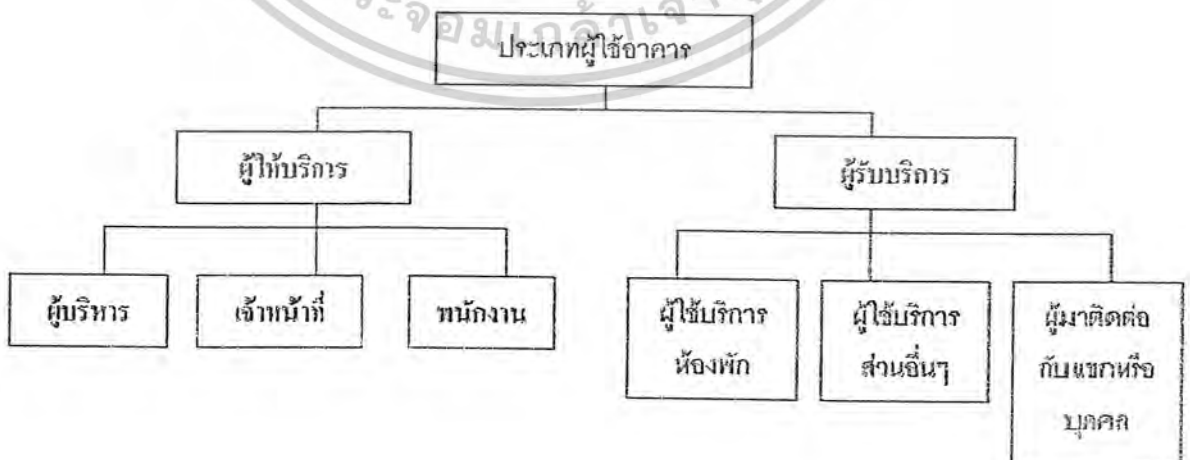 ประเภทผู้ใช้อาคาร
ผู้ให้บริการ
ผู้รับบริการ
ผู้บริหาร
เจ้าหน้าที่
พนักงาน
ผู้ใช้บริการ
ห้องพัก
ผู้ใช้บริการ
ส่วนอื่นๆ
ผู้มาติดต่อ
กับแขกหรือ
บุคคล